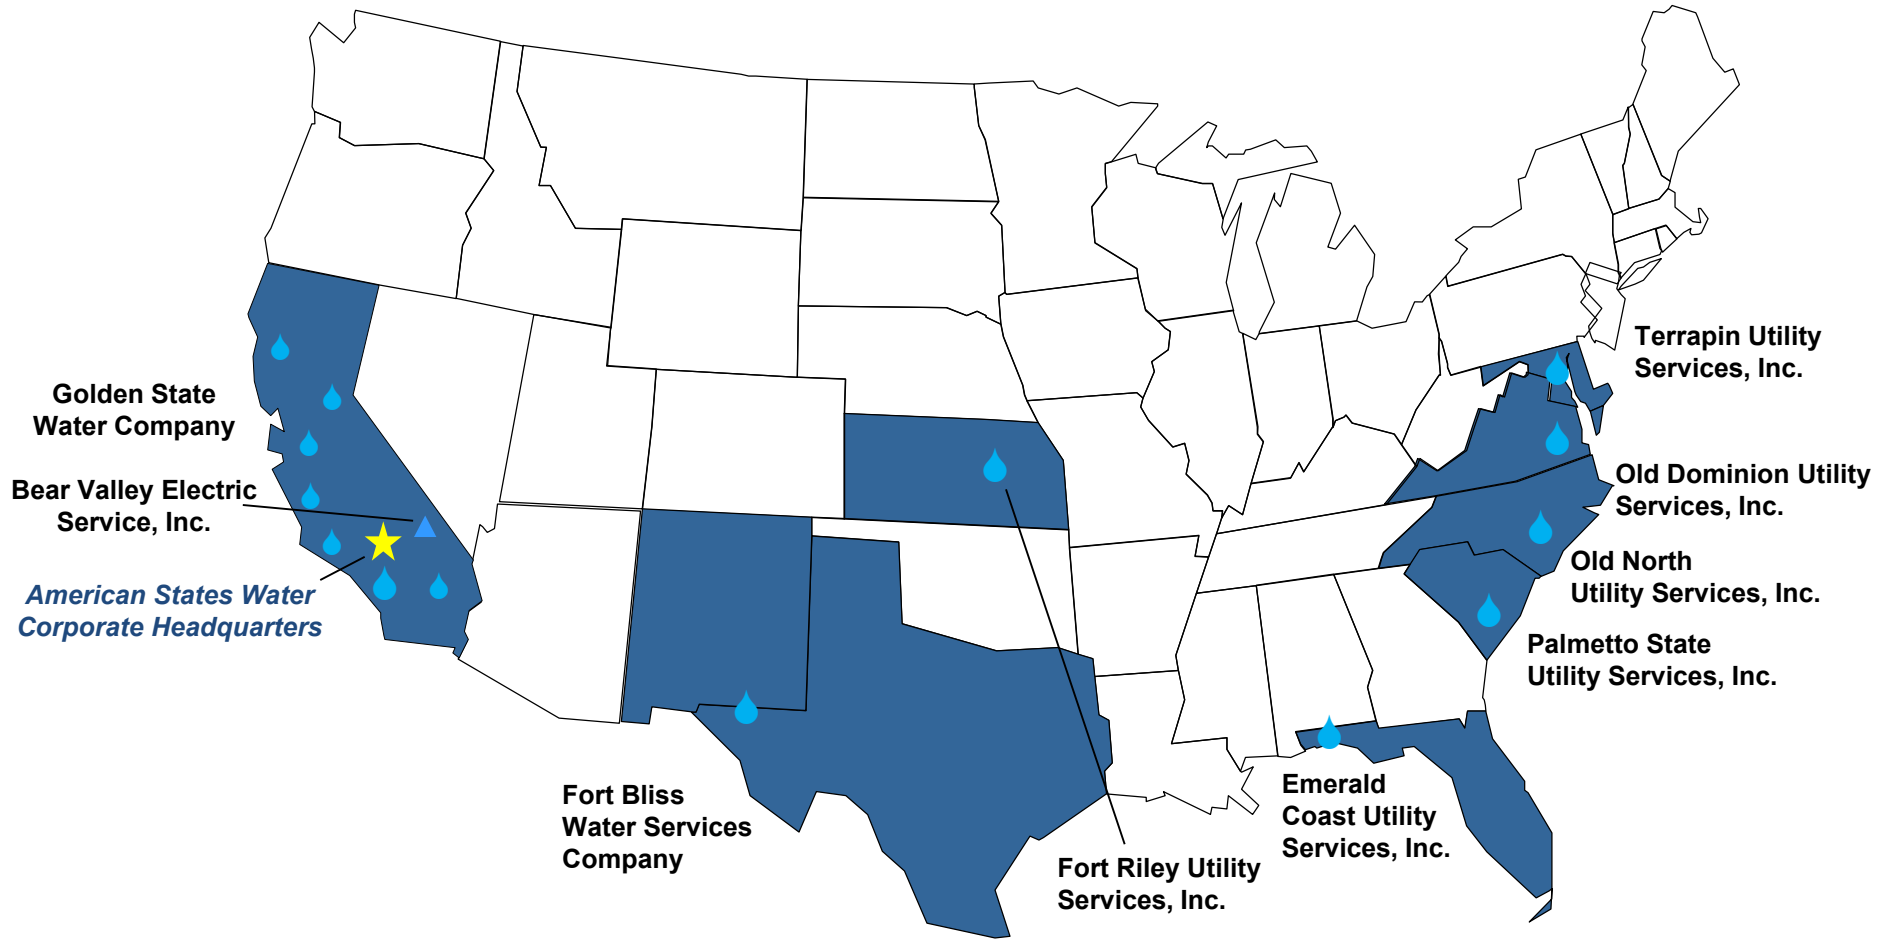 Golden State
Water Company
Bear Valley Electric
Service, Inc.
American States Water
Corporate Headquarters
Fort Bliss
Water Services
Company
Fort Riley Utility
Services, Inc.
Emerald
Coast Utility
Services, Inc.
Terrapin Utility
Services, Inc.
Old Dominion Utility
Services, Inc.
Old North
Utility Services, Inc.
Palmetto State
Utility Services, Inc.